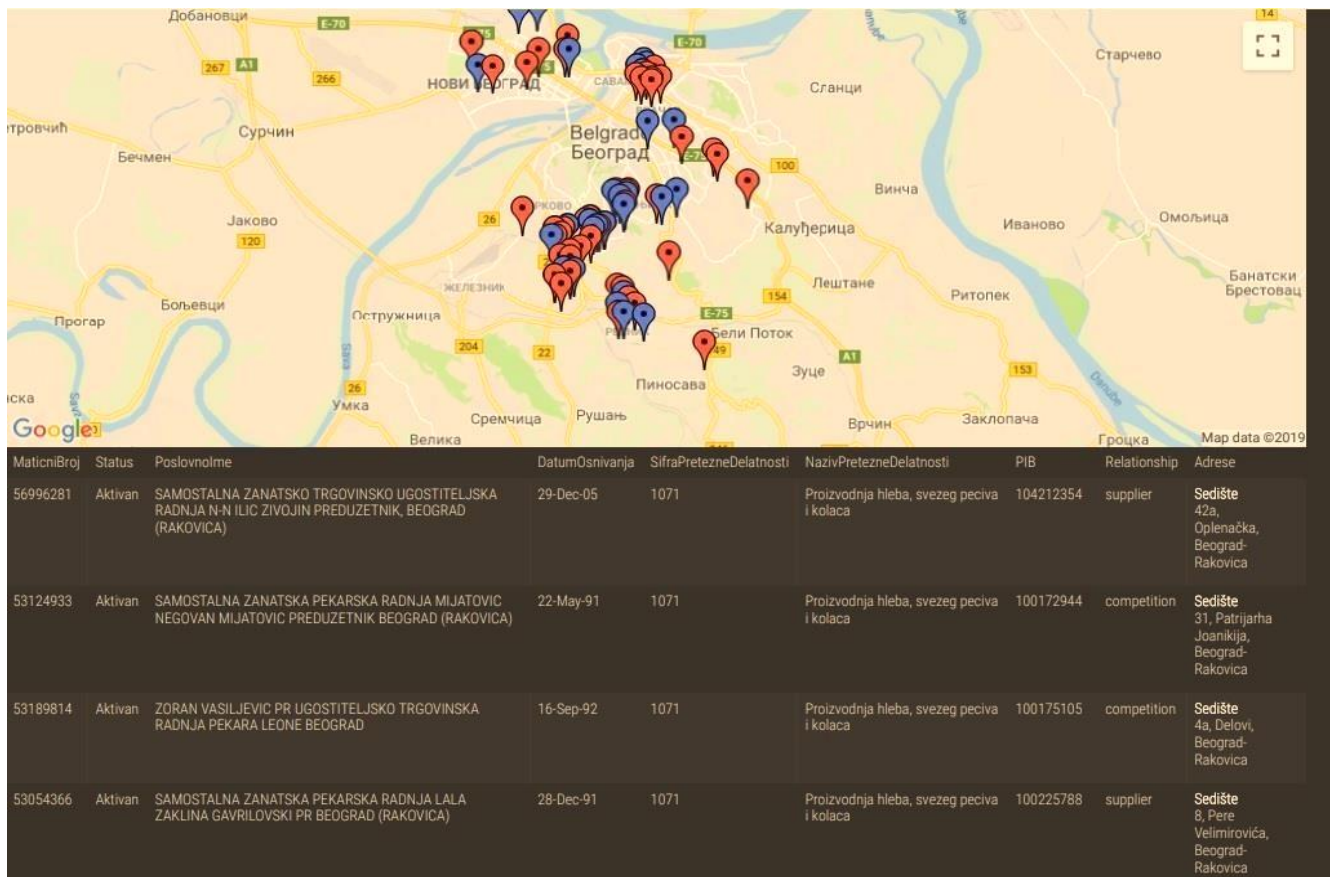 Добановци
E-70
14
E-70
Старчево
267
A1
266
НОВИ БЕОГРАД
Сланци
Сурчин
Бечмен
Belgrade
Београд
E-75
100
Винча
Јаково
26
Омољица
Иваново
120
Калуђерица
Лештане
Банатски
Брестовац
ЖЕЛЕЗНИК
154
Ритопек
Бољевци
Прогар
Остружница
E-75
Sava
Бели Поток
204
22
49
A1
Зуце
153
Пиносава
26
Danube
Умка
Сремчица
Рушањ
Врчин
Заклопача
Google
Велика
Гроцка
Map data ©2019
MaticniBroj Status PoslovnoIme DatumOsnivanja SifraPretezneDelatnosti NazivPretezneDelatnosti PIB Relationship Adrese
56996281 Aktivan SAMOSTALNA ZANATSKO TRGOVINSKO UGOSTITELJSKA 29-Dec-05 1071 Proizvodnja hleba, svezeg peciva 104212354 supplier Sedište
RADNJA N-N ILIC ZIVOJIN PREDUZETNIK, BEOGRAD i kolaca 42a,
(RAKOVICA) Oplenačka,
Beograd-
Rakovica
53124933 Aktivan SAMOSTALNA ZANATSKA PEKARSKA RADNJA MIJATOVIC 22-May-91 1071 Proizvodnja hleba, svezeg peciva 100172944 competition Sedište
NEGOVAN MIJATOVIC PREDUZETNIK BEOGRAD (RAKOVICA) i kolaca 31, Patrijarha
Joanikija,
Beograd-
Rakovica
53189814 Aktivan ZORAN VASILJEVIC PR UGOSTITELJSKO TRGOVINSKA 16-Sep-92 1071 Proizvodnja hleba, svezeg peciva 100175105 competition Sedište
RADNJA PEKARA LEONE BEOGRAD i kolaca 4a, Delovi,
Beograd-
Rakovica
53054366 Aktivan SAMOSTALNA ZANATSKA PEKARSKA RADNJA LALA 28-Dec-91 1071 Proizvodnja hleba, svezeg peciva 100225788 supplier Sedište
ZAKLINA GAVRILOVSKI PR BEOGRAD (RAKOVICA) i kolaca 8, Pere
Velimirovića,
Beograd-
Rakovica